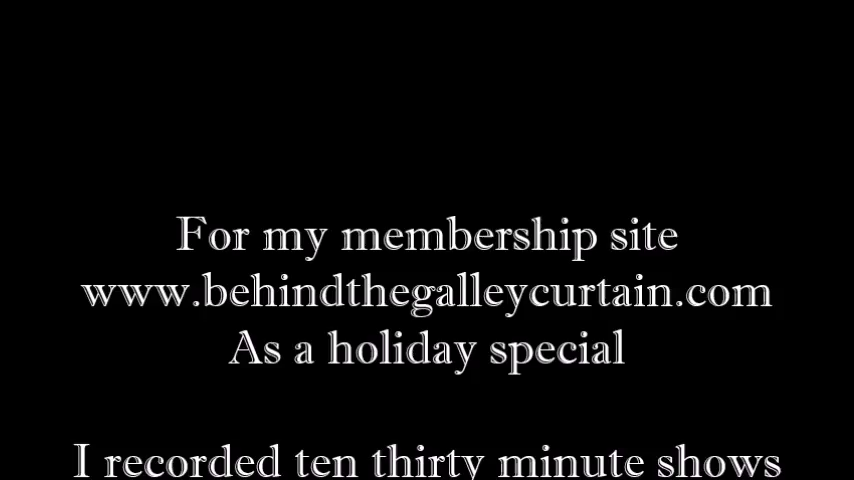 For my membership site
www.behindthegalleycurtain.com
As a holiday special
I recorded ten thirty minute shows